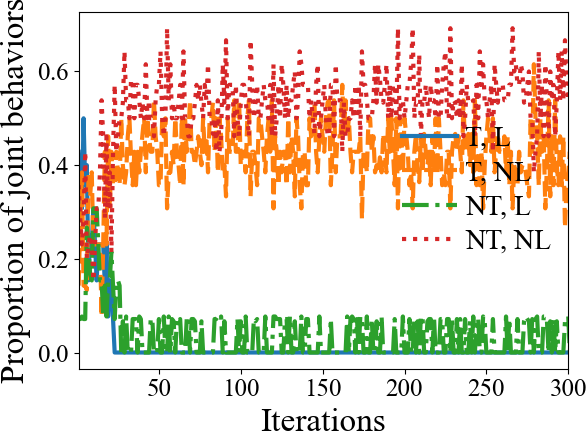 Proportion of joint behaviors
0.6
0.4
0.2
0.0
T, L
T, NL
NT, L
NT, NL
50
100
150
200
250
300
Iterations